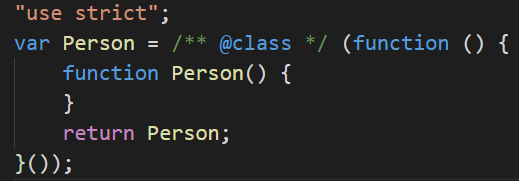 "use strict";
var Person = /** @class */ (function () {
    function Person() {
    }
    return Person;
}());